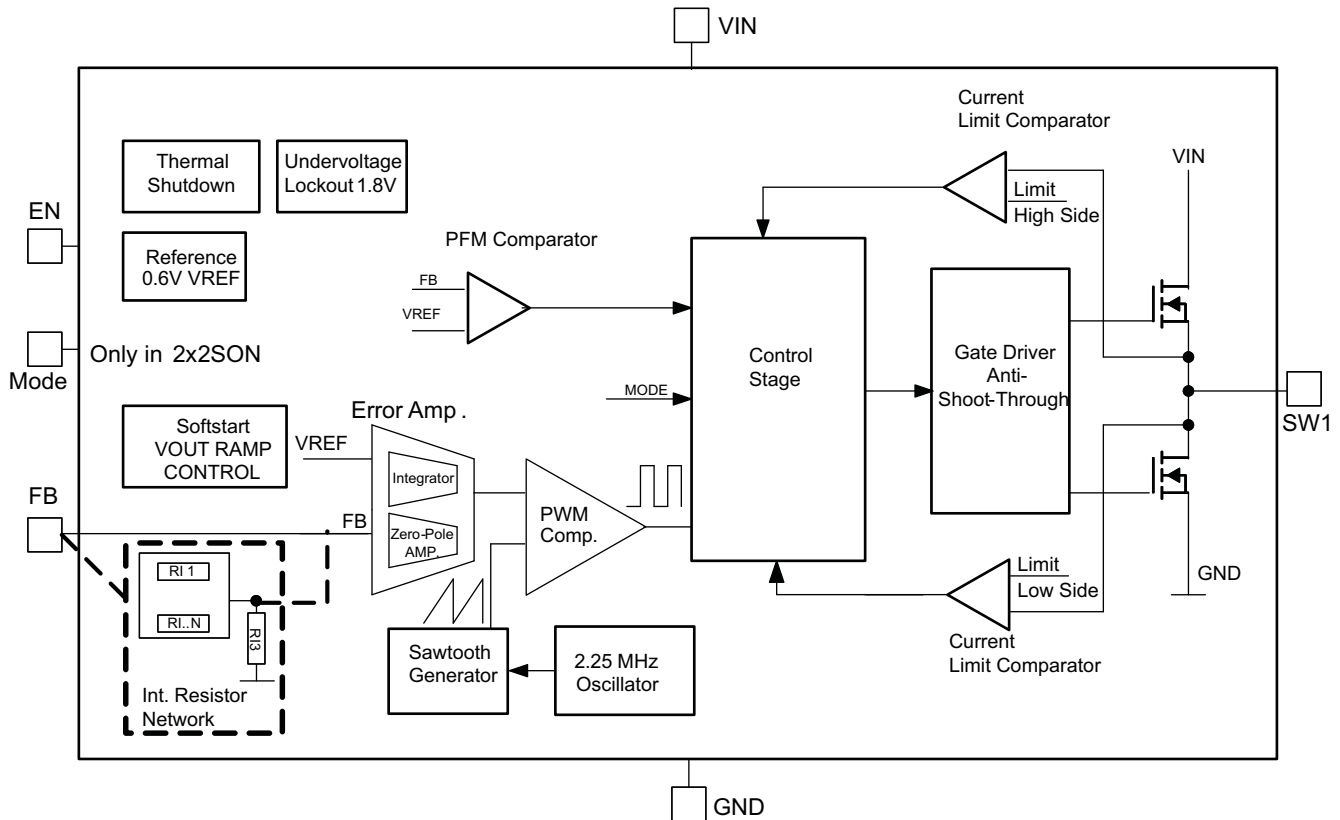 VIN
Current
Limit Comparator
VIN
Thermal
Shutdown
Undervoltage
Lockout 1.8V
Limit
High Side
EN
PFM Comparator
Reference
0.6V VREF
FB
VREF
Mode
Only in 2x2SON
Control
Stage
Gate Driver
Anti-
Shoot-Through
MODE
SW1
Softstart
VOUT RAMP
CONTROL
Error Amp .
VREF
Integrator
FB
FB
Zero-Pole
AMP.
PWM
Comp.
RI 1
RI..N
RI3
Int. Resistor
Network
Sawtooth
Generator
2.25 MHz
Oscillator
Limit
Low Side
GND
Current
Limit Comparator
GND